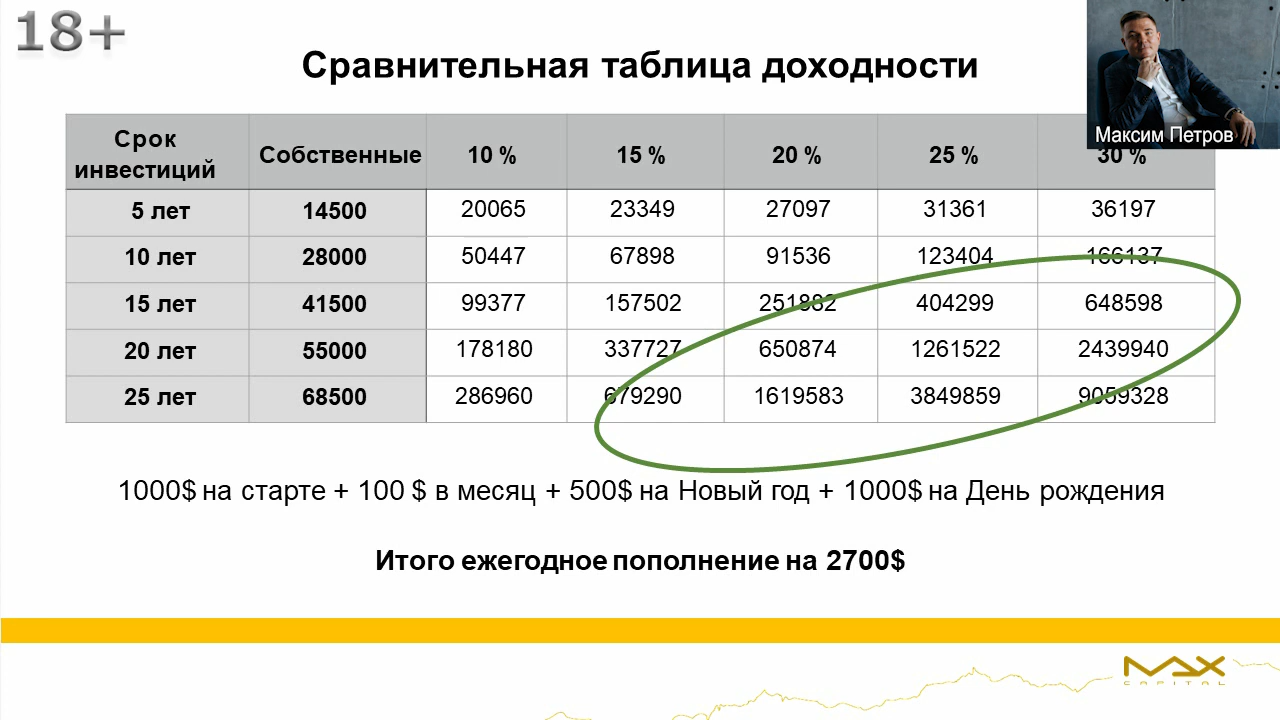 18+
Сравнительная таблица доходности
Максим Петров
Срок инвестиций Собственные 10 % 15 % 20 % 25 % 30 %
5 лет 14500 20065 23349 27097 31361 36197
10 лет 28000 50447 67898 91536 123404 166137
15 лет 41500 99377 157502 251882 404299 648598
20 лет 55000 178180 337727 650874 1261522 2439940
25 лет 68500 286960 679290 1619583 3849859 9059328
1000$ на старте + 100 $ в месяц + 500$ на Новый год + 1000$ на День рождения
Итого ежегодное пополнение на 2700$
MAX
CAPITAL